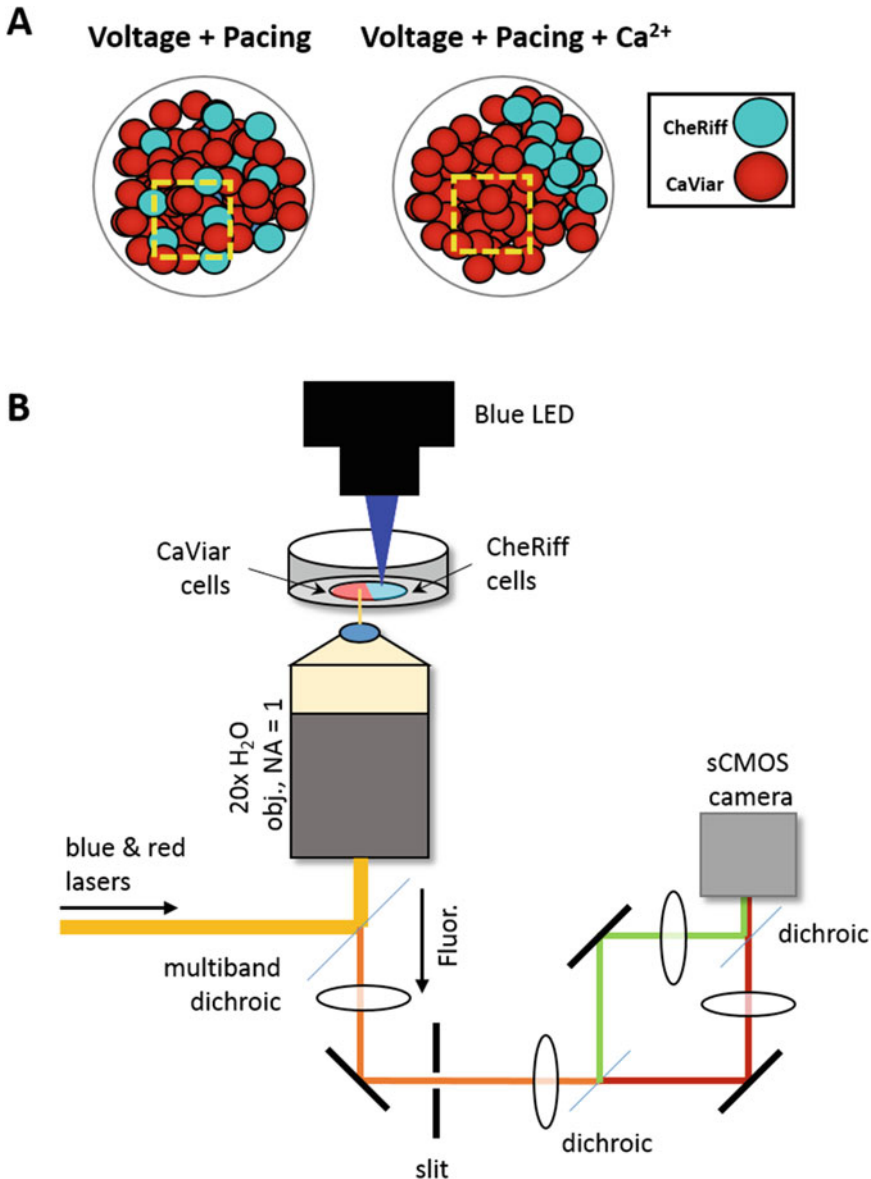 A
Voltage + Pacing
Voltage + Pacing + Ca²⁺
CheRiff
CaViar
B
Blue LED
CaViar
cells
CheRiff
cells
20x H₂O
obj., NA = 1
sCMOS
camera
blue & red
lasers
Fluor.
multiband
dichroic
dichroic
dichroic
slit